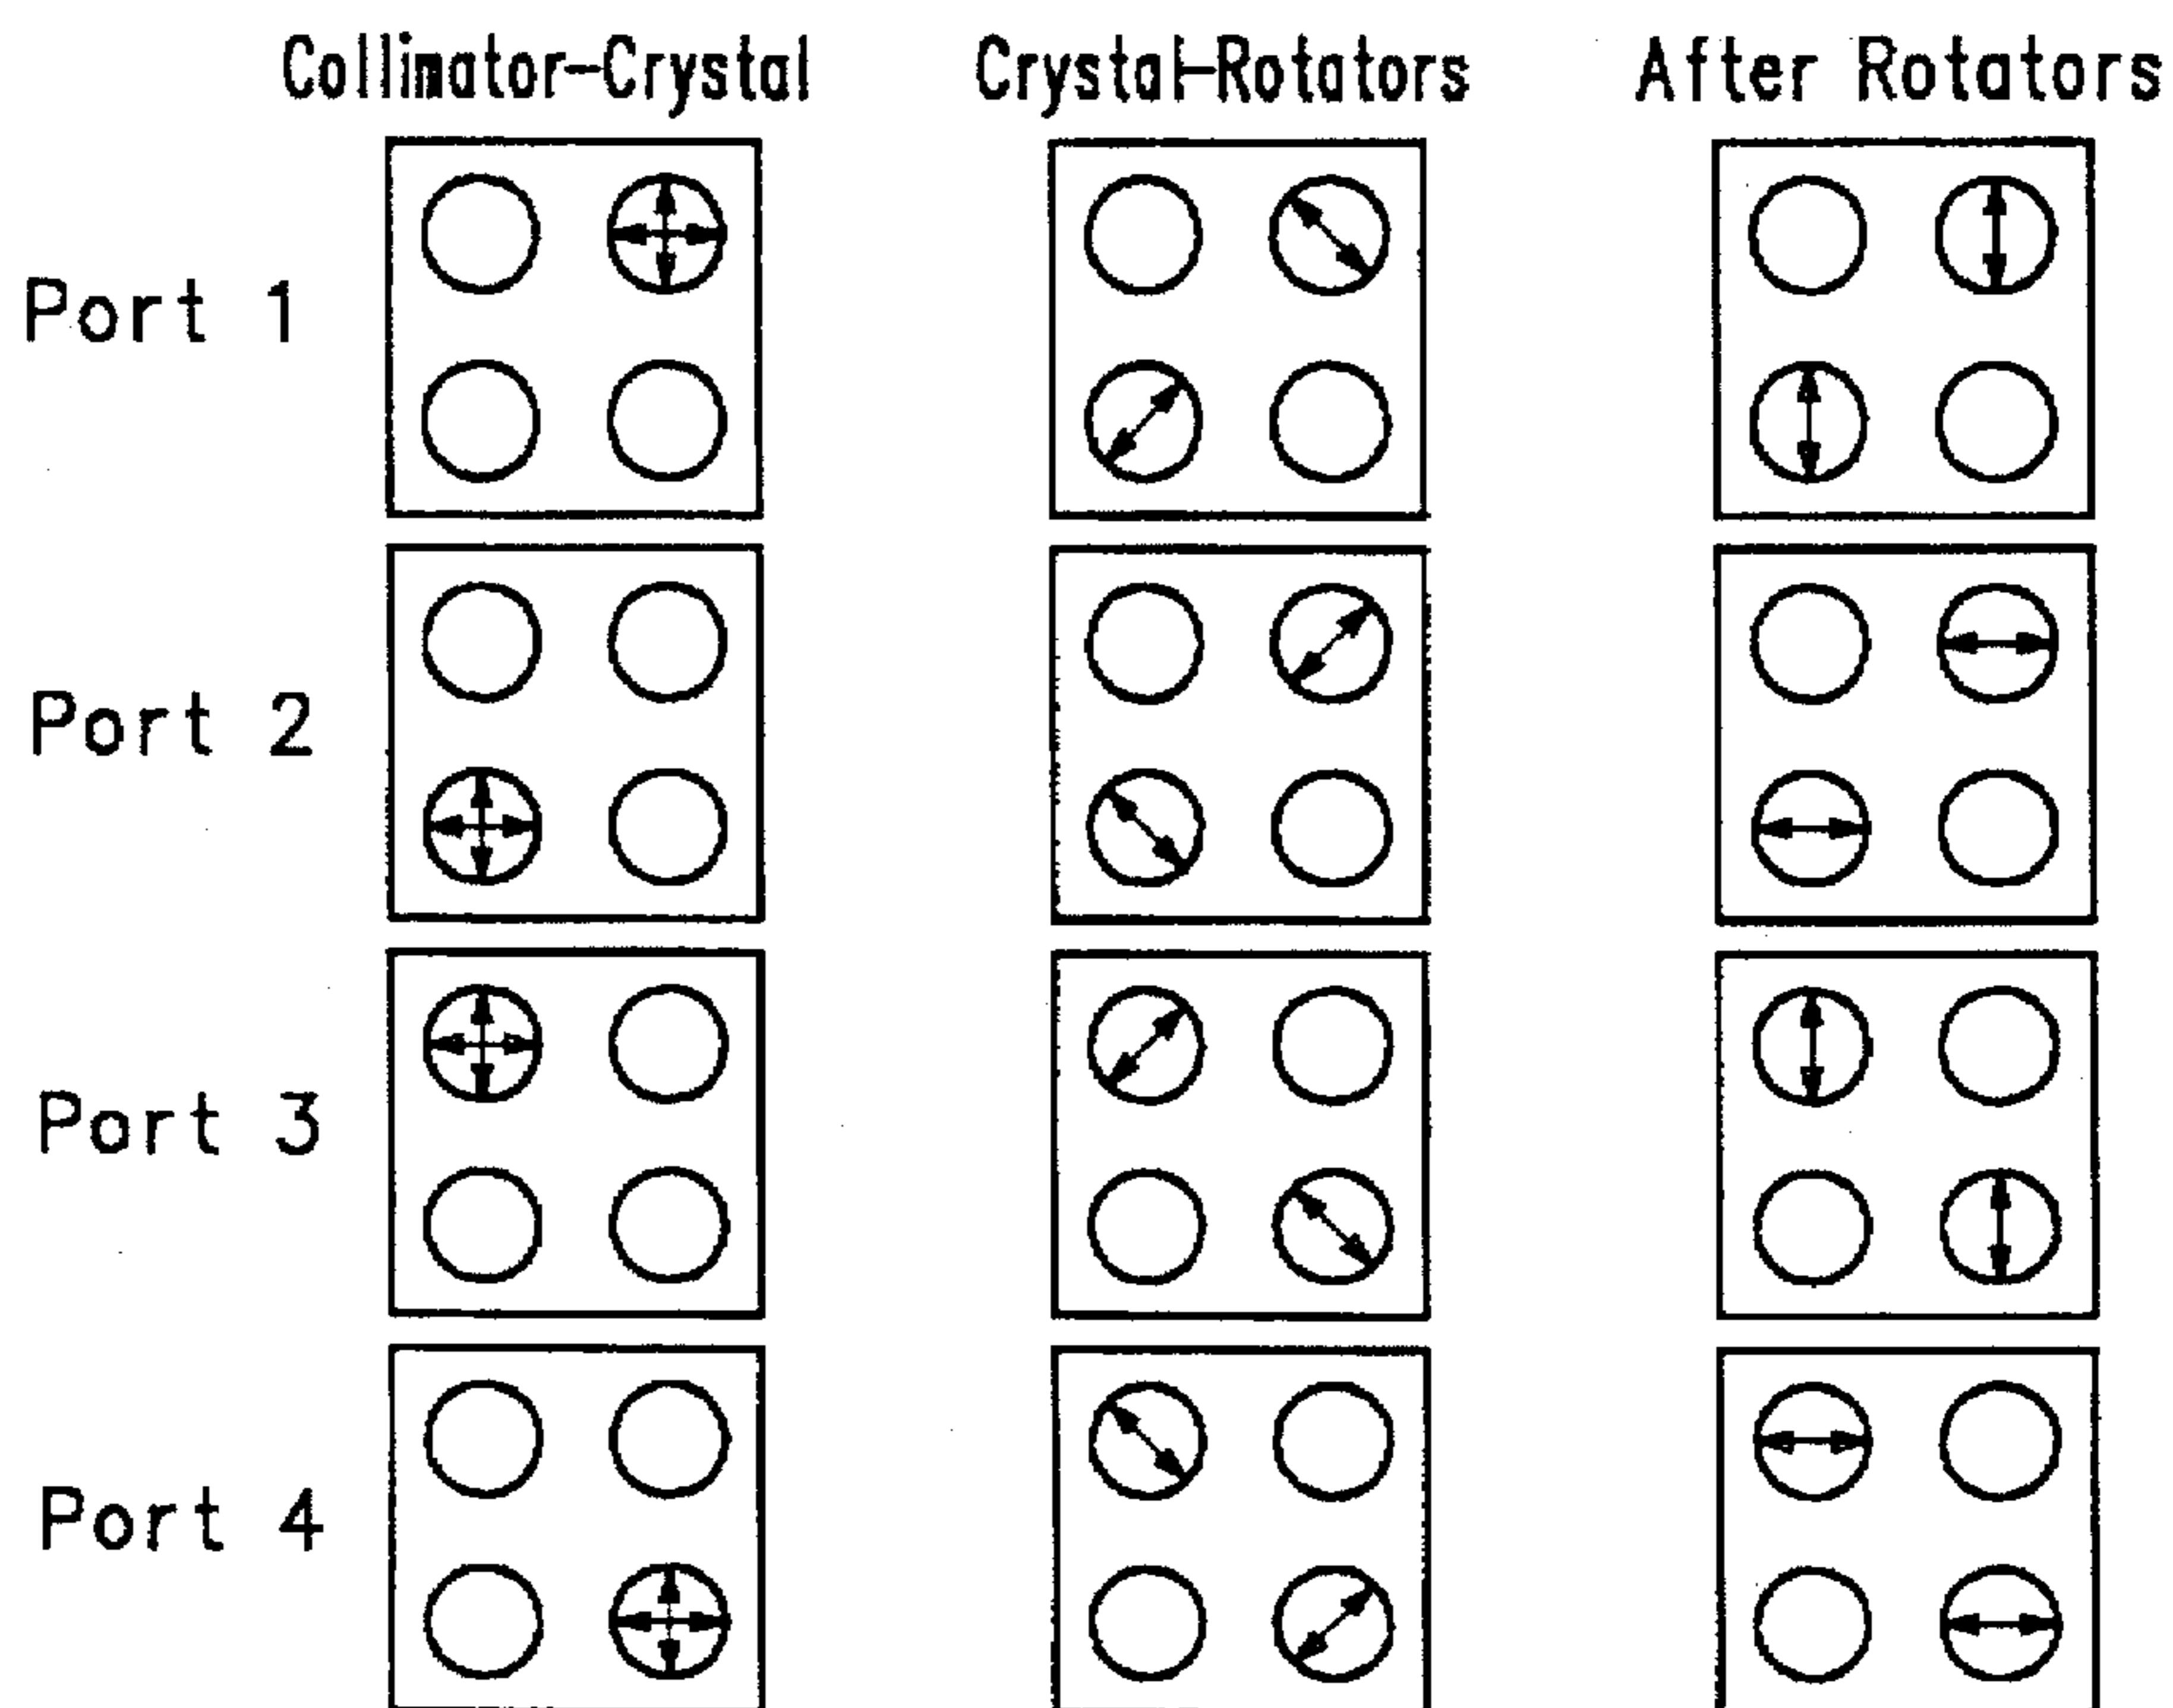 Collimator-Crystal Crystal-Rotators After Rotators
Port 1
Port 2
Port 3
Port 4